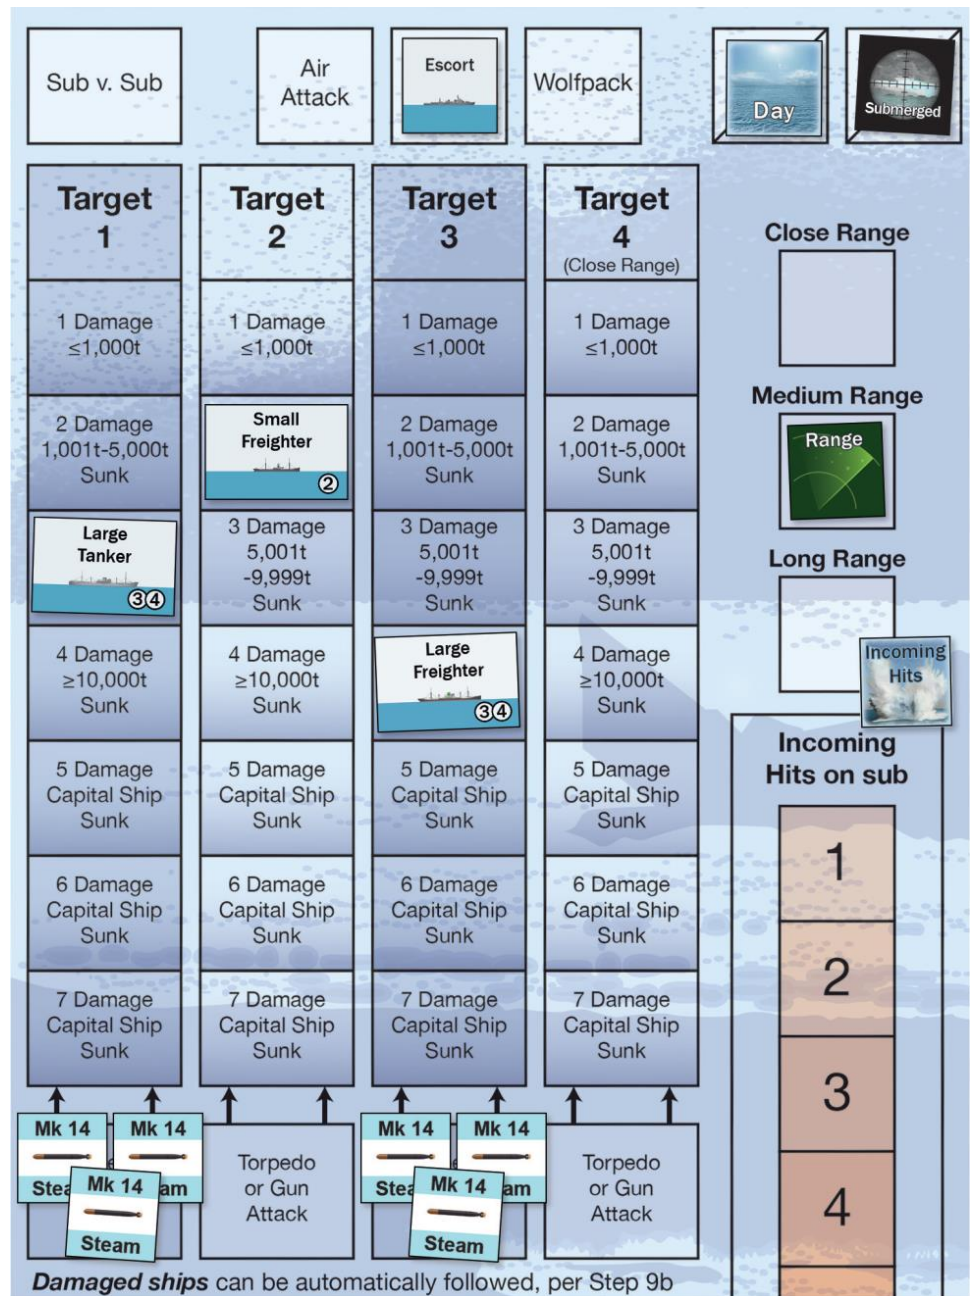 Sub v. Sub
Air
Attack
Escort
Wolfpack
Day
Submerged
Target
1
Target
2
Target
3
Target
4
(Close Range)
Close Range
1 Damage
≤1,000t
1 Damage
≤1,000t
1 Damage
≤1,000t
1 Damage
≤1,000t
Medium Range
Range
2 Damage
1,001t-5,000t
Sunk
Small
Freighter
2
2 Damage
1,001t-5,000t
Sunk
2 Damage
1,001t-5,000t
Sunk
Large
Tanker
3 4
3 Damage
5,001t
-9,999t
Sunk
3 Damage
5,001t
-9,999t
Sunk
3 Damage
5,001t
-9,999t
Sunk
Long Range
4 Damage
≥10,000t
Sunk
4 Damage
≥10,000t
Sunk
Large
Freighter
3 4
4 Damage
≥10,000t
Sunk
Incoming
Hits
Incoming
Hits on sub
5 Damage
Capital Ship
Sunk
5 Damage
Capital Ship
Sunk
5 Damage
Capital Ship
Sunk
5 Damage
Capital Ship
Sunk
1
6 Damage
Capital Ship
Sunk
6 Damage
Capital Ship
Sunk
6 Damage
Capital Ship
Sunk
6 Damage
Capital Ship
Sunk
2
7 Damage
Capital Ship
Sunk
7 Damage
Capital Ship
Sunk
7 Damage
Capital Ship
Sunk
7 Damage
Capital Ship
Sunk
3
Mk 14
Mk 14
Mk 14
Steam
Torpedo
or Gun
Attack
Mk 14
Mk 14
Mk 14
Steam
Torpedo
or Gun
Attack
4
Damaged ships can be automatically followed, per Step 9b